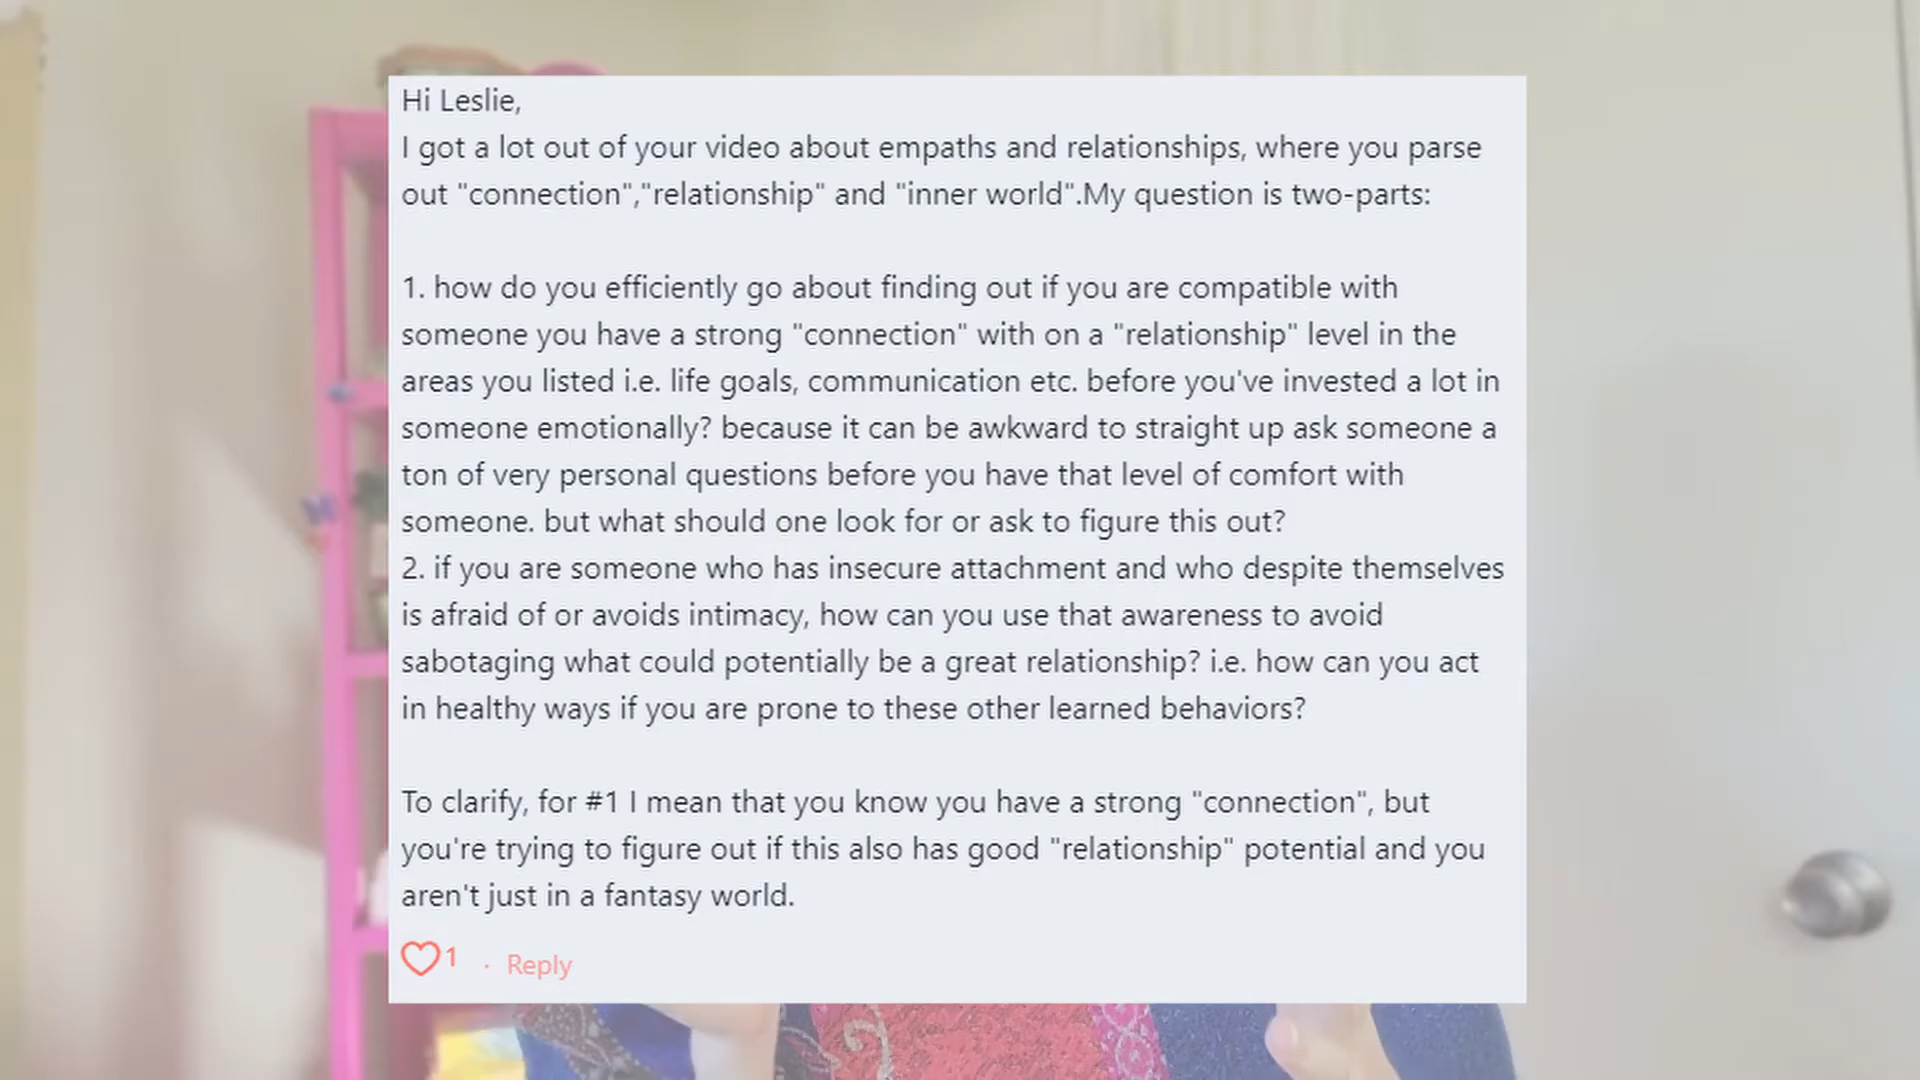 Hi Leslie,
I got a lot out of your video about empaths and relationships, where you parse
out "connection","relationship" and "inner world".My question is two-parts:
1. how do you efficiently go about finding out if you are compatible with
someone you have a strong "connection" with on a "relationship" level in the
areas you listed i.e. life goals, communication etc. before you've invested a lot in
someone emotionally? because it can be awkward to straight up ask someone a
ton of very personal questions before you have that level of comfort with
someone. but what should one look for or ask to figure this out?
2. if you are someone who has insecure attachment and who despite themselves
is afraid of or avoids intimacy, how can you use that awareness to avoid
sabotaging what could potentially be a great relationship? i.e. how can you act
in healthy ways if you are prone to these other learned behaviors?
To clarify, for #1 I mean that you know you have a strong "connection", but
you're trying to figure out if this also has good "relationship" potential and you
aren't just in a fantasy world.
1 · Reply